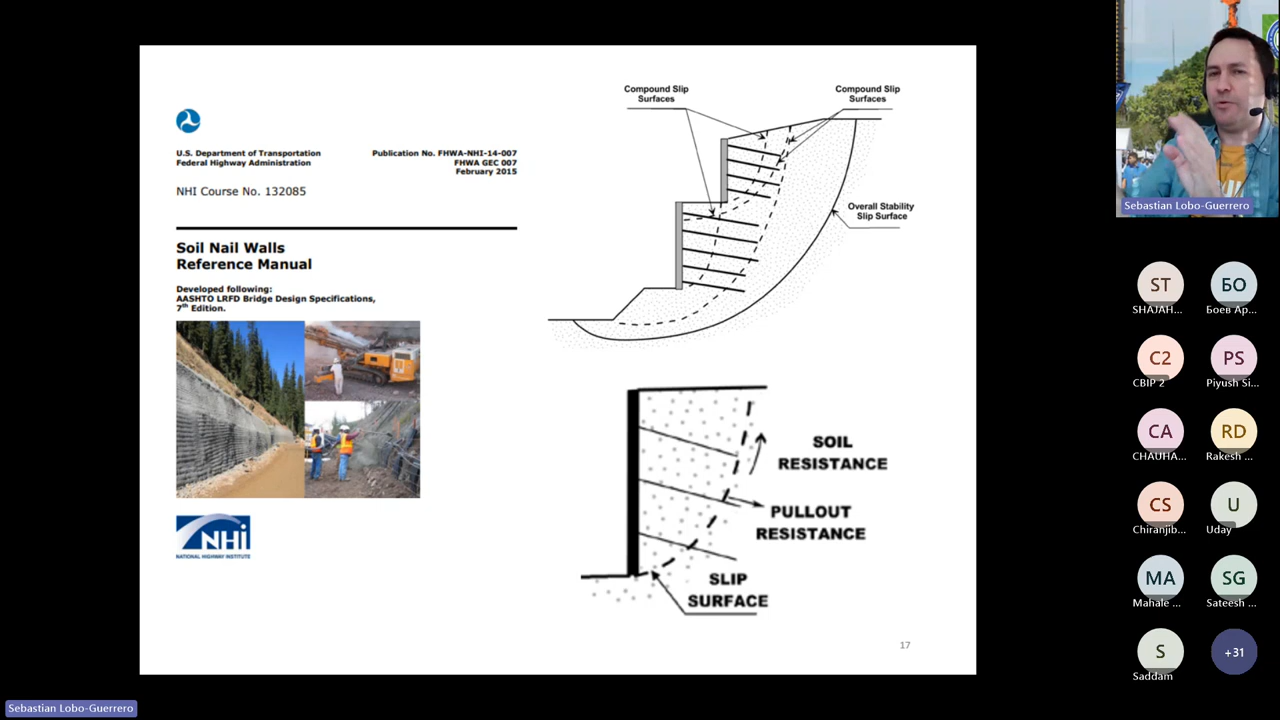 U.S. Department of Transportation
Federal Highway Administration
Publication No. FHWA-NHI-14-007
FHWA GEC 007
February 2015
NHI Course No. 132085
Soil Nail Walls
Reference Manual
Developed following:
AASHTO LRFD Bridge Design Specifications,
7th Edition.
NHI
NATIONAL HIGHWAY INSTITUTE
Compound Slip
Surfaces
Compound Slip
Surfaces
Overall Stability
Slip Surface
SOIL
RESISTANCE
PULLOUT
RESISTANCE
SLIP
SURFACE
17
Sebastian Lobo-Guerrero
ST
SHAJAH...
БО
Боев Ар...
C2
CBIP 2
PS
Piyush Si...
CA
CHAUHA...
RD
Rakesh ...
CS
Chiranjib...
U
Uday
MA
Mahale ...
SG
Sateesh ...
S
Saddam
+31
Sebastian Lobo-Guerrero